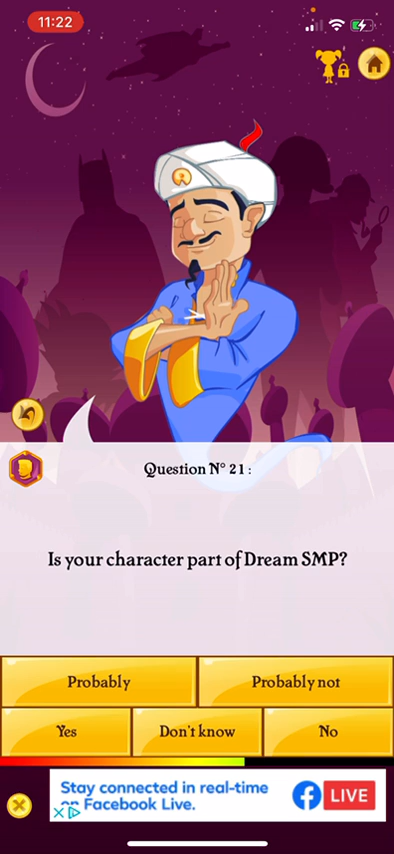 11:22
Question N° 21 :
Is your character part of Dream SMP?
Probably
Probably not
Yes
Don't know
No
Stay connected in real-time
on Facebook Live.
LIVE